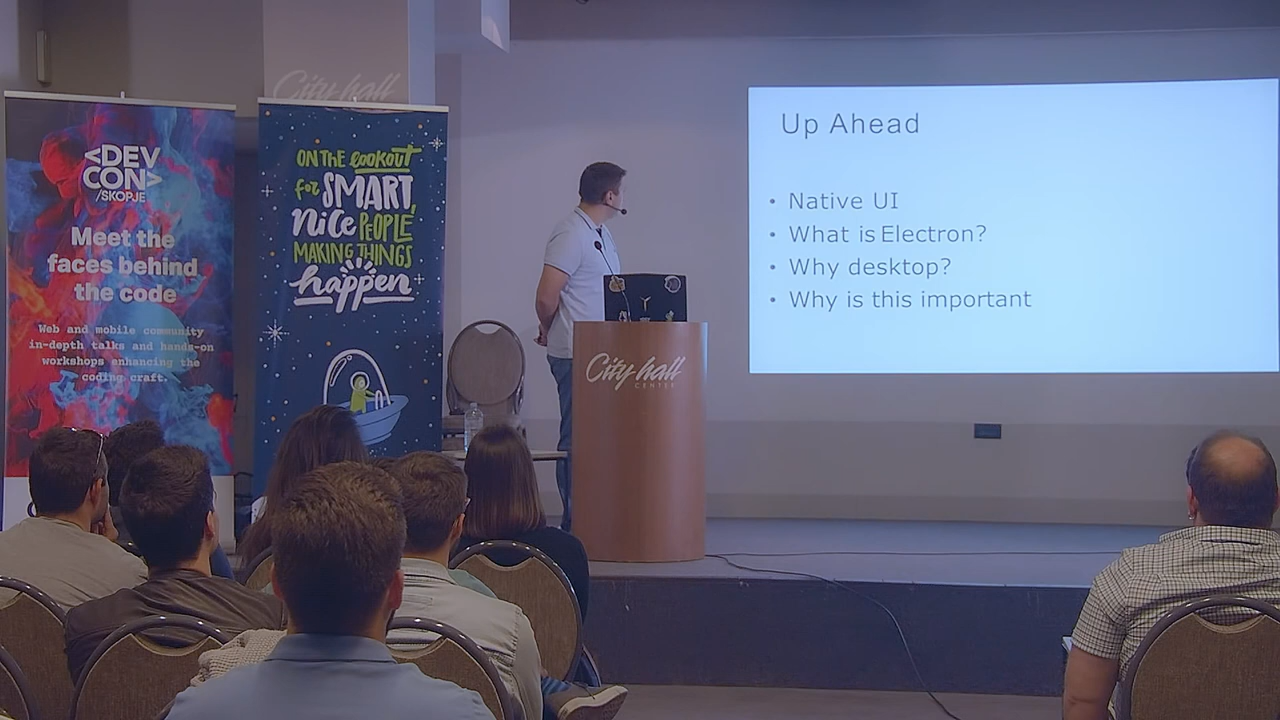 <DEV
CON>
/SKOPJE
Meet the
faces behind
the code
Web and mobile community
in-depth talks and hands-on
workshops enhancing the
coding craft.
City hall
ON THE lookout
for SMART,
nice PEOPLE
MAKING THINGS
happen
City hall
CENTER
Up Ahead
• Native UI
• What is Electron?
• Why desktop?
• Why is this important